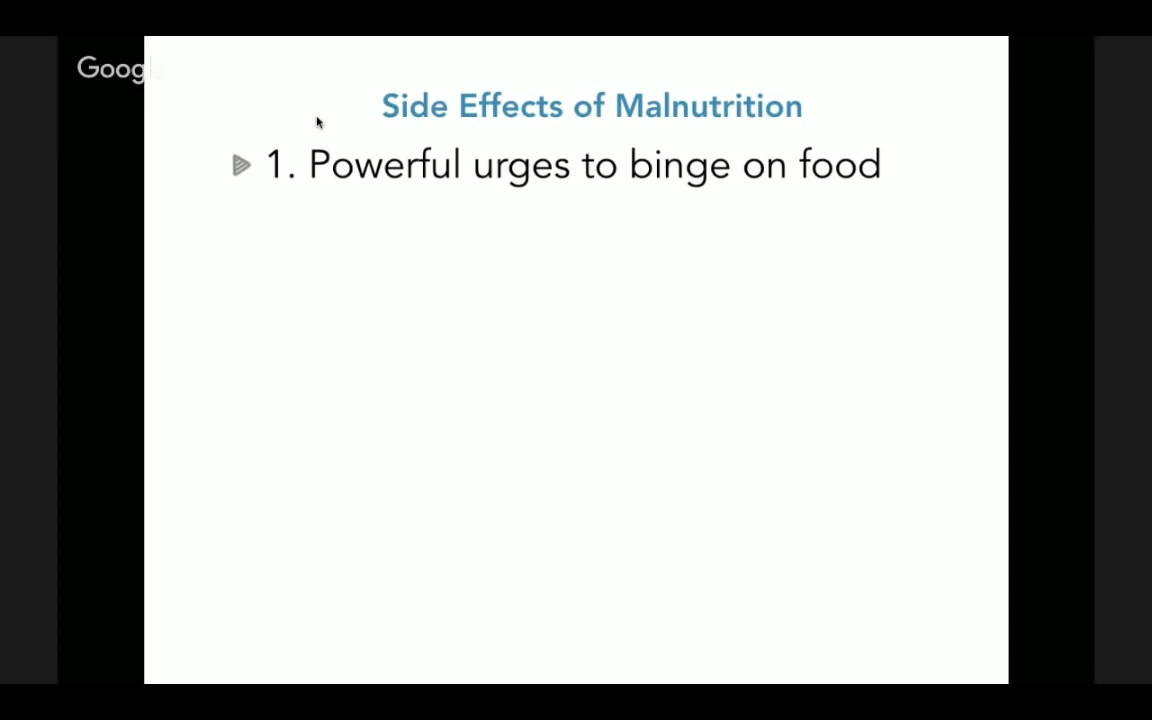 Google
Side Effects of Malnutrition
1. Powerful urges to binge on food